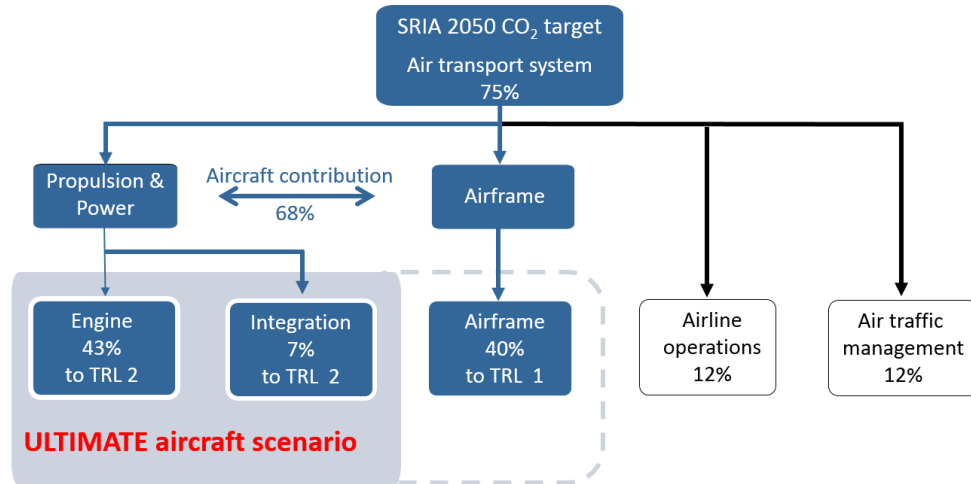 SRIA 2050 CO₂ target
Air transport system
75%
Propulsion &
Power
Aircraft contribution
68%
Airframe
Engine
43%
to TRL 2
Integration
7%
to TRL 2
Airframe
40%
to TRL 1
Airline
operations
12%
Air traffic
management
12%
ULTIMATE aircraft scenario